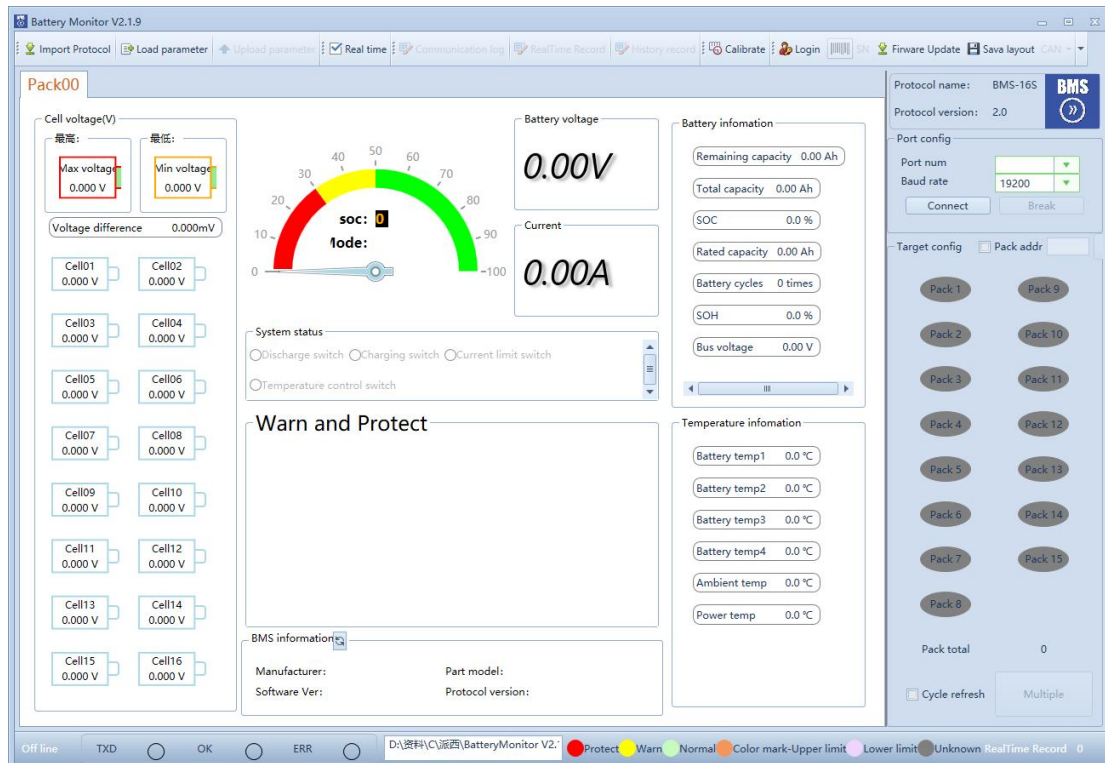 Battery Monitor V2.1.9
Import Protocol Load parameter Upload parameter Real time Communication log RealTime Record History record Calibrate Login SN Firware Update Sava layout CAN
Pack00
Cell voltage(V)
最高: 最低:
Max voltage Min voltage
0.000 V 0.000 V
Voltage difference 0.000mV
Cell01 Cell02
0.000 V 0.000 V
Cell03 Cell04
0.000 V 0.000 V
Cell05 Cell06
0.000 V 0.000 V
Cell07 Cell08
0.000 V 0.000 V
Cell09 Cell10
0.000 V 0.000 V
Cell11 Cell12
0.000 V 0.000 V
Cell13 Cell14
0.000 V 0.000 V
Cell15 Cell16
0.000 V 0.000 V
0 10 20 30 40 50 60 70 80 90 100
soc: 0
Mode:
Battery voltage
0.00V
Current
0.00A
System status
Discharge switch Charging switch Current limit switch
Temperature control switch
Warn and Protect
BMS information
Manufacturer: Part model:
Software Ver: Protocol version:
Battery infomation
Remaining capacity 0.00 Ah
Total capacity 0.00 Ah
SOC 0.0 %
Rated capacity 0.00 Ah
Battery cycles 0 times
SOH 0.0 %
Bus voltage 0.00 V
Temperature infomation
Battery temp1 0.0 ℃
Battery temp2 0.0 ℃
Battery temp3 0.0 ℃
Battery temp4 0.0 ℃
Ambient temp 0.0 ℃
Power temp 0.0 ℃
Protocol name: BMS-16S
Protocol version: 2.0
BMS
Port config
Port num
Baud rate 19200
Connect Break
Target config Pack addr
Pack 1 Pack 9
Pack 2 Pack 10
Pack 3 Pack 11
Pack 4 Pack 12
Pack 5 Pack 13
Pack 6 Pack 14
Pack 7 Pack 15
Pack 8
Pack total 0
Cycle refresh Multiple
Off line TXD OK ERR D:\资料\C\派西\BatteryMonitor V2. Protect Warn Normal Color mark-Upper limit Lower limit Unknown RealTime Record 0